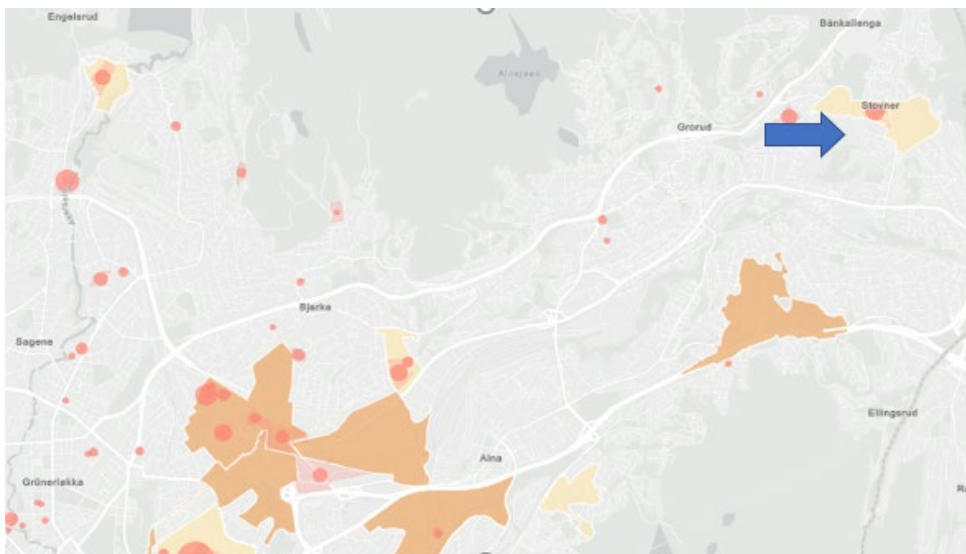 Engelsrud
Bånkallenga
Alnsjøen
Stovner
Grorud
Bjerke
Sagene
Ellingsrud
Alna
Grünerløkka